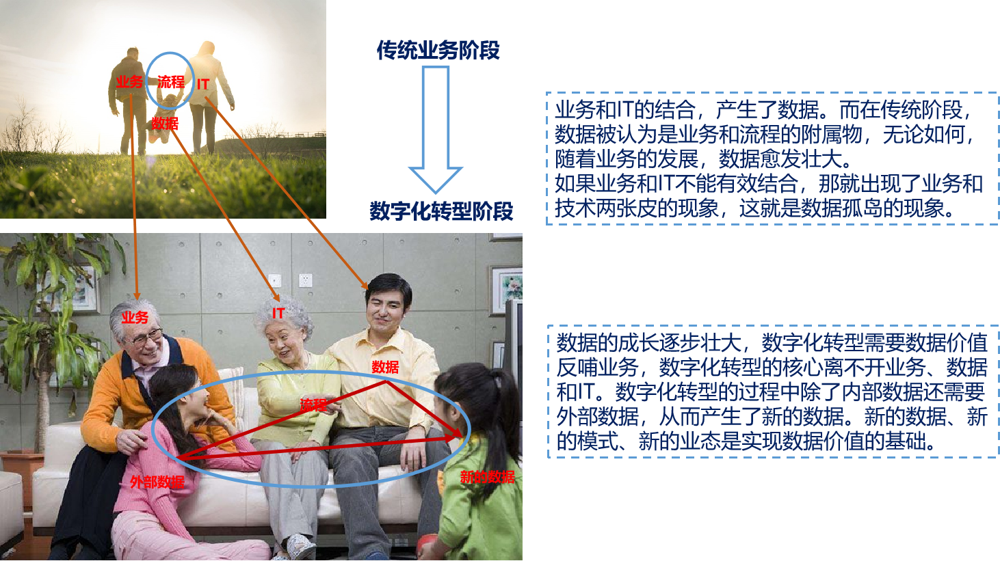 传统业务阶段
业务
流程
IT
数据
数字化转型阶段
业务和IT的结合，产生了数据。而在传统阶段，
数据被认为是业务和流程的附属物，无论如何，
随着业务的发展，数据愈发壮大。
如果业务和IT不能有效结合，那就出现了业务和
技术两张皮的现象，这就是数据孤岛的现象。
业务
IT
数据
流程
外部数据
新的数据
数据的成长逐步壮大，数字化转型需要数据价值
反哺业务，数字化转型的核心离不开业务、数据
和IT。数字化转型的过程中除了内部数据还需要
外部数据，从而产生了新的数据。新的数据、新
的模式、新的业态是实现数据价值的基础。